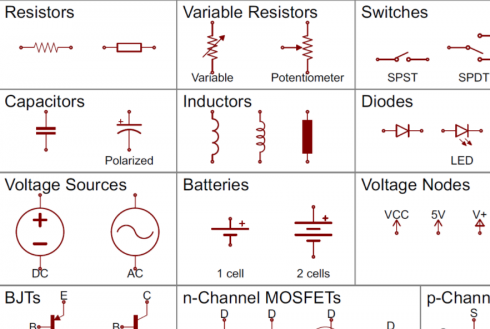 Resistors
Variable Resistors
Variable
Potentiometer
Switches
SPST
SPDT
Capacitors
+
Polarized
Inductors
Diodes
LED
Voltage Sources
+
−
DC
AC
Batteries
+
1 cell
+
2 cells
Voltage Nodes
VCC
5V
V+
BJTs
E
B
C
B
n-Channel MOSFETs
D
D
D
D
p-Chann
S